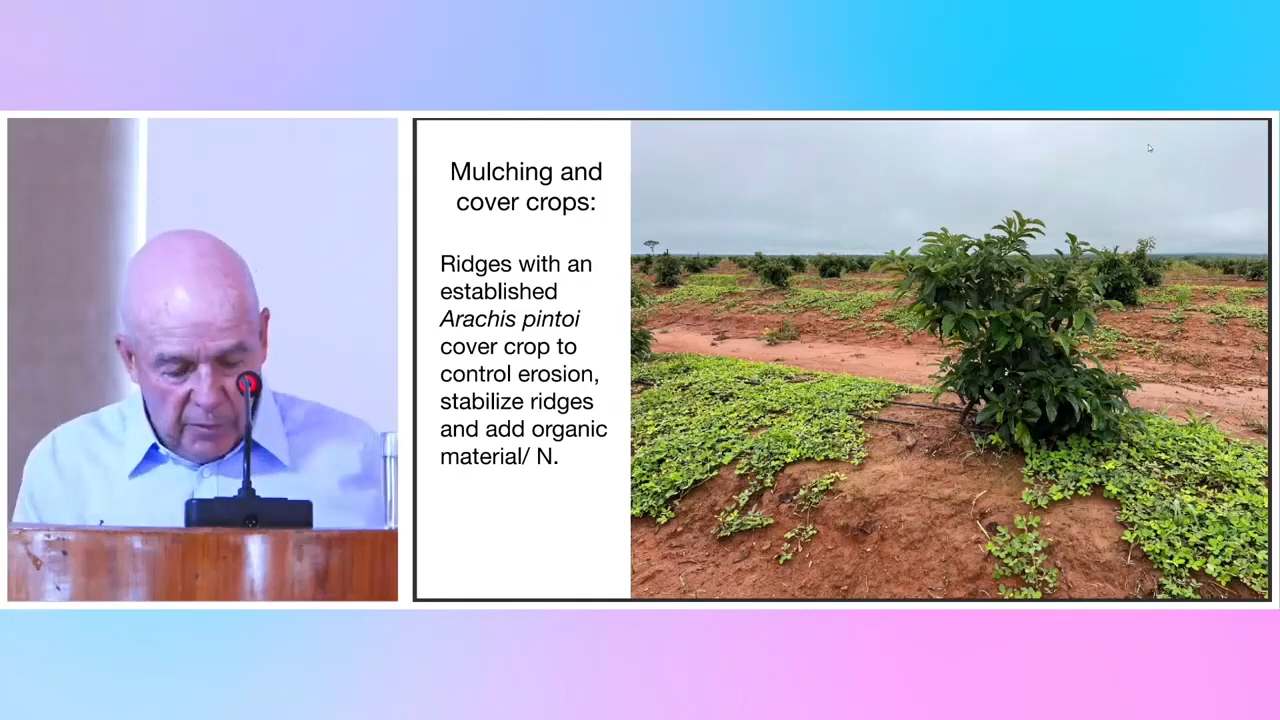 Mulching and
cover crops:
Ridges with an
established
Arachis pintoi
cover crop to
control erosion,
stabilize ridges
and add organic
material/ N.